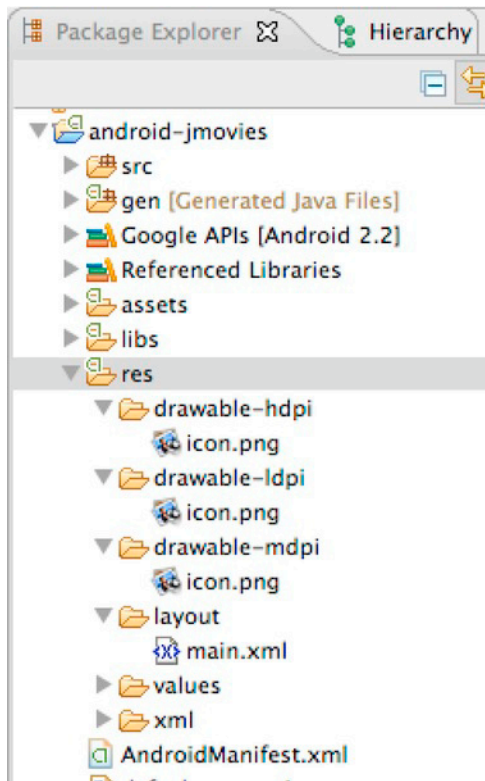 Package Explorer
Hierarchy
android-jmovies
src
gen [Generated Java Files]
Google APIs [Android 2.2]
Referenced Libraries
assets
libs
res
drawable-hdpi
icon.png
drawable-ldpi
icon.png
drawable-mdpi
icon.png
layout
main.xml
values
xml
AndroidManifest.xml